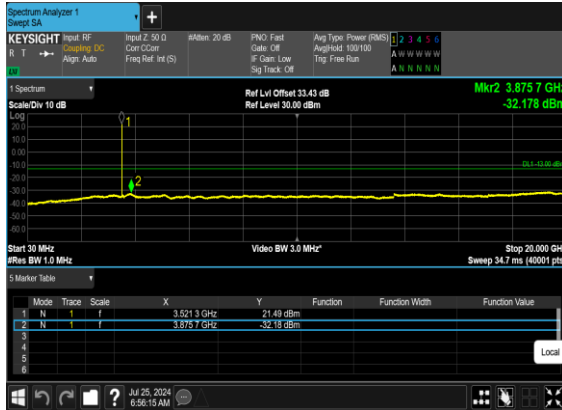 Spectrum Analyzer 1
Swept SA
+
KEYSIGHT Input: RF Input Z: 50 Ω #Atten: 20 dB PNO: Fast Avg Type: Power (RMS) 1 2 3 4 5 6
R T Coupling: DC Corr CCorr Gate: Off Avg|Hold: 100/100 A W W W W W
Align: Auto Freq Ref: Int (S) IF Gain: Low Trig: Free Run
Sig Track: Off A N N N N N
1 Spectrum Ref Lvl Offset 33.43 dB Mkr2 3.875 7 GHz
Scale/Div 10 dB Ref Level 30.00 dBm -32.178 dBm
Log
20.0
10.0
0.00
-10.0
-20.0
-30.0
-40.0
-50.0
-60.0
1
2
DL1 -13.00 dBm
Start 30 MHz Video BW 3.0 MHz* Stop 20.000 GH
#Res BW 1.0 MHz Sweep 34.7 ms (40001 pts
5 Marker Table
Mode Trace Scale X Y Function Function Width Function Value
1 N 1 f 3.521 3 GHz 21.49 dBm
2 N 1 f 3.875 7 GHz -32.18 dBm
3
4
5
6
Local
? Jul 25, 2024
6:56:15 AM